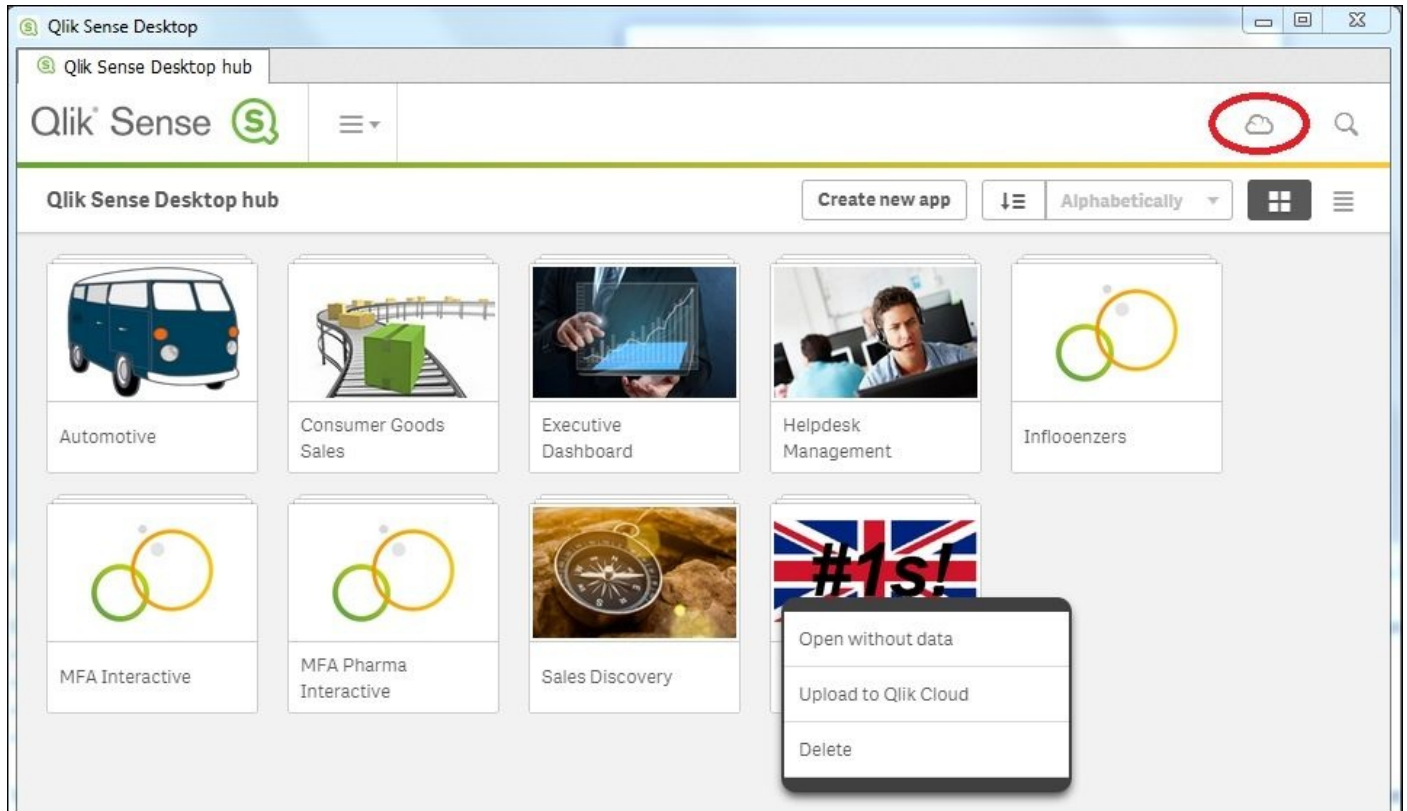 Qlik Sense Desktop
Qlik Sense Desktop hub
Qlik Sense
Qlik Sense Desktop hub
Create new app
Alphabetically
Automotive
Consumer Goods
Sales
Executive
Dashboard
Helpdesk
Management
Inflooenzers
#1s!
MFA Interactive
MFA Pharma
Interactive
Sales Discovery
Open without data
Upload to Qlik Cloud
Delete